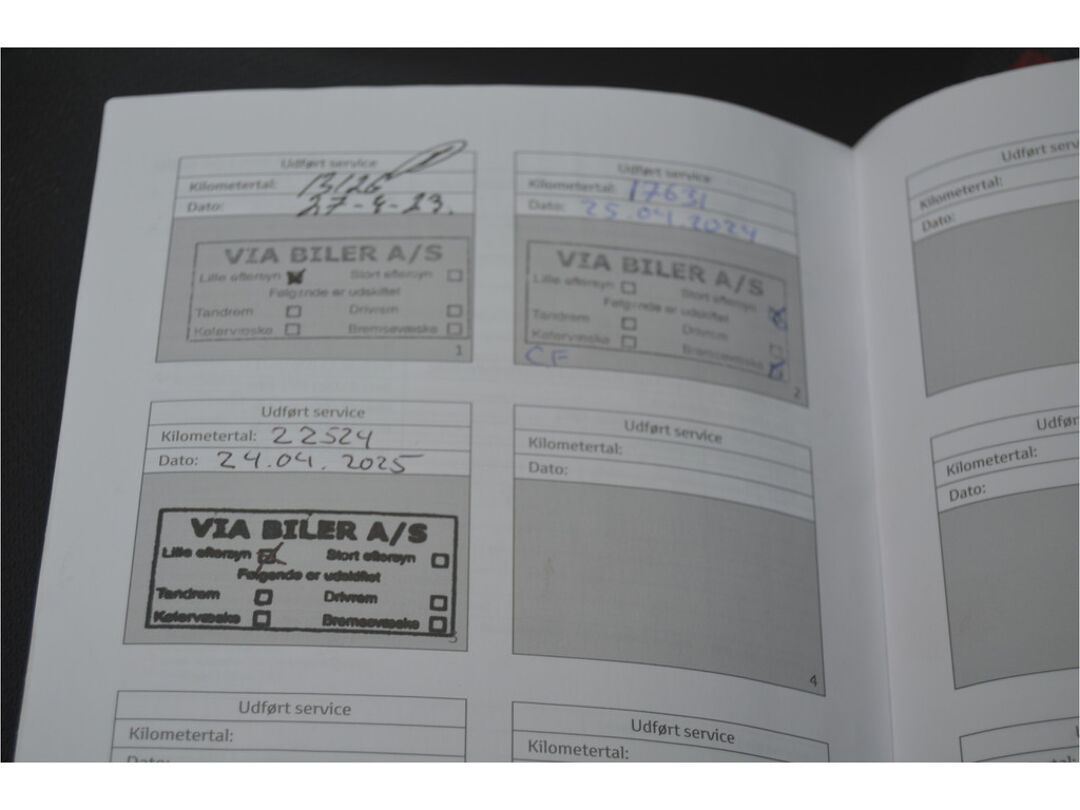 Udført service
Kilometertal: 13126
Dato: 27-4-23.
VIA BILER A/S
Lille eftersyn Stort eftersyn
Følgende er udskiftet
Tandrem Drivrem
Kølervæske Bremsevæske
1
Udført service
Kilometertal: 17631
Dato: 25.04.2024
VIA BILER A/S
Lille eftersyn Stort eftersyn
Følgende er udskiftet
Tandrem Drivrem
Kølervæske Bremsevæske
CF
2
Udført service
Kilometertal: 22524
Dato: 24.04.2025
VIA BILER A/S
Lille eftersyn Stort eftersyn
Følgende er udskiftet
Tandrem Drivrem
Kølervæske Bremsevæske
3
Udført service
Kilometertal:
Dato:
4
Udført service
Kilometertal:
Dato:
Udført service
Kilometertal:
Udført serv
Kilometertal:
Dato:
Udfør
Kilometertal:
Dato: